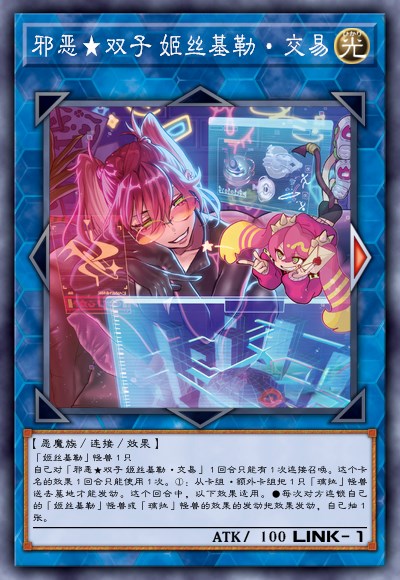 邪恶★双子 姬丝基勒·交易
光
【恶魔族/连接/效果】
「姬丝基勒」怪兽1只
自己对「邪恶★双子 姬丝基勒·交易」1回合只能有1次连接召唤。这个卡
名的效果1回合只能使用1次。①：从卡组·额外卡组把1只「璃拉」怪兽
送去墓地才能发动。这个回合中，以下效果适用。●每次对方连锁自己
的「姬丝基勒」怪兽或「璃拉」怪兽的效果的发动把效果发动，自己抽1
张。
ATK/ 100 LINK-1